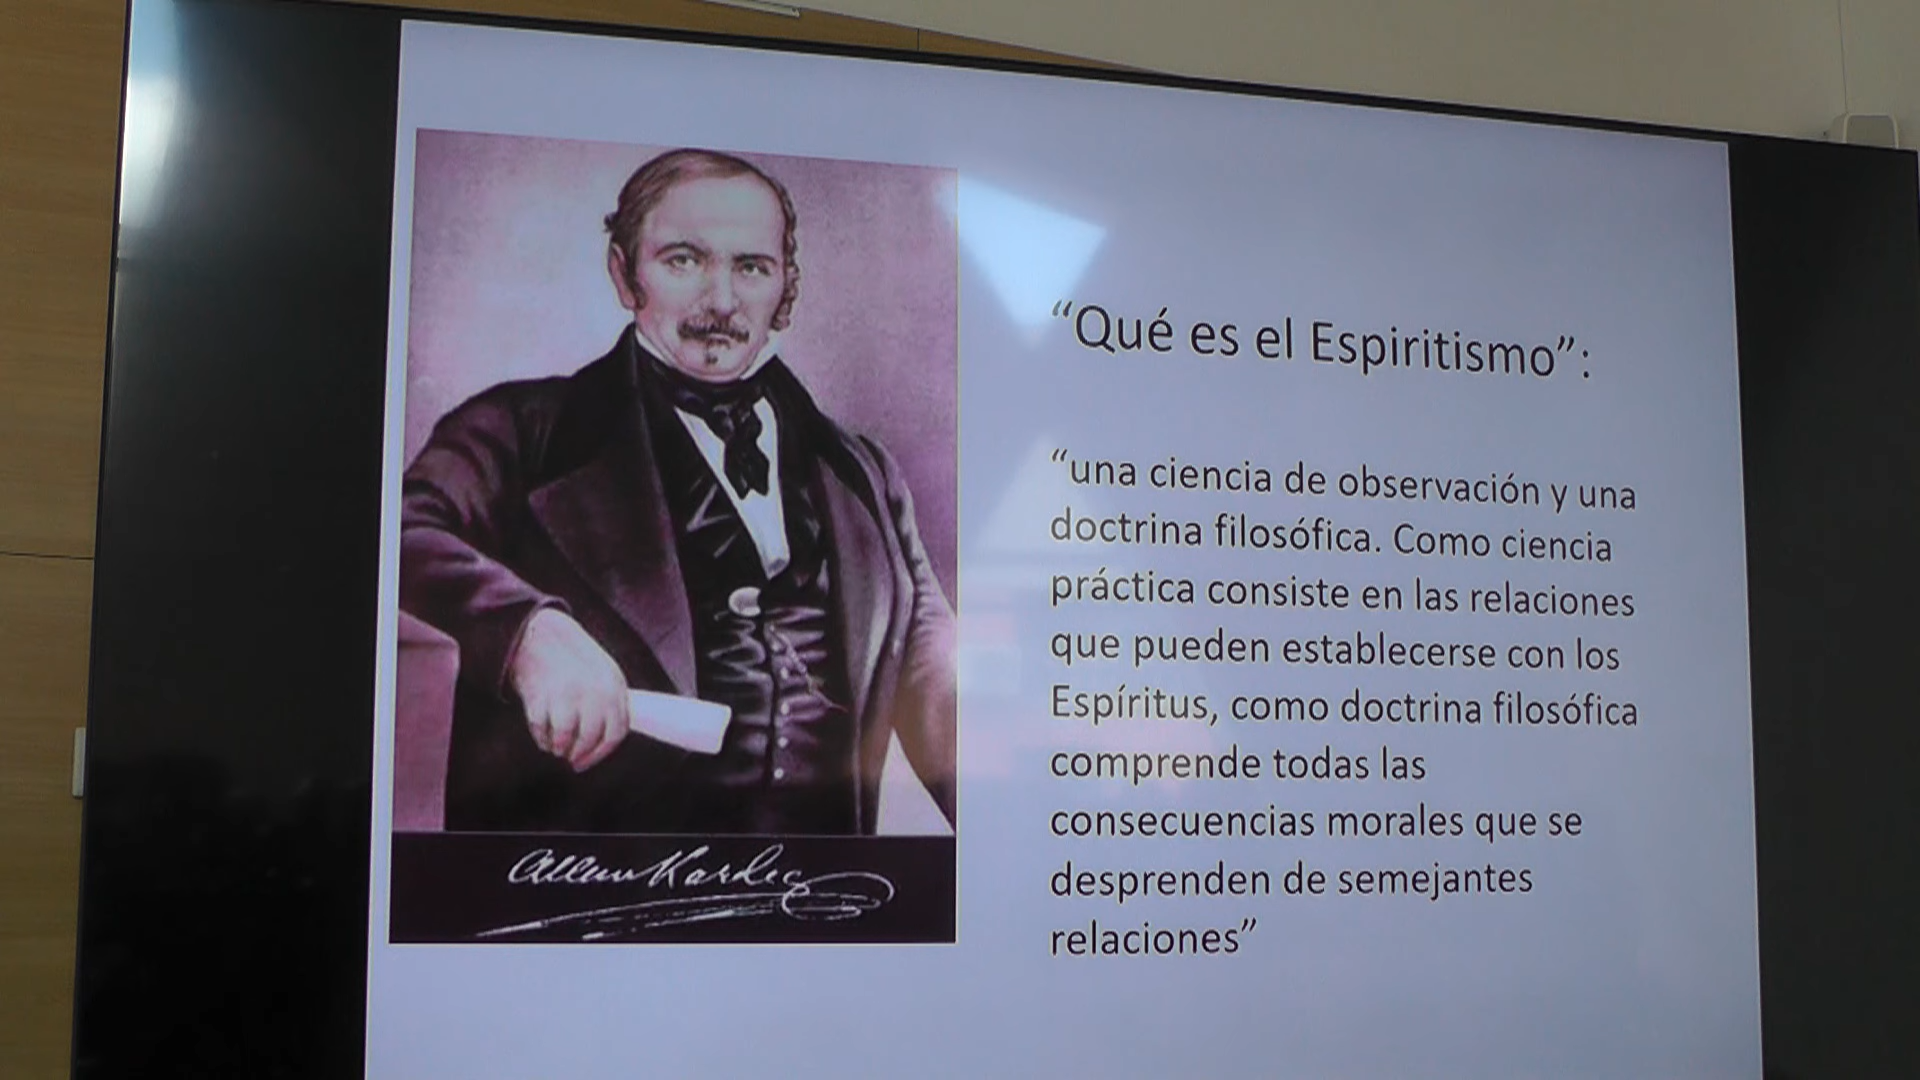 “Qué es el Espiritismo”:
“una ciencia de observación y una
doctrina filosófica. Como ciencia
práctica consiste en las relaciones
que pueden establecerse con los
Espíritus, como doctrina filosófica
comprende todas las
consecuencias morales que se
desprenden de semejantes
relaciones”
Allan Kardec